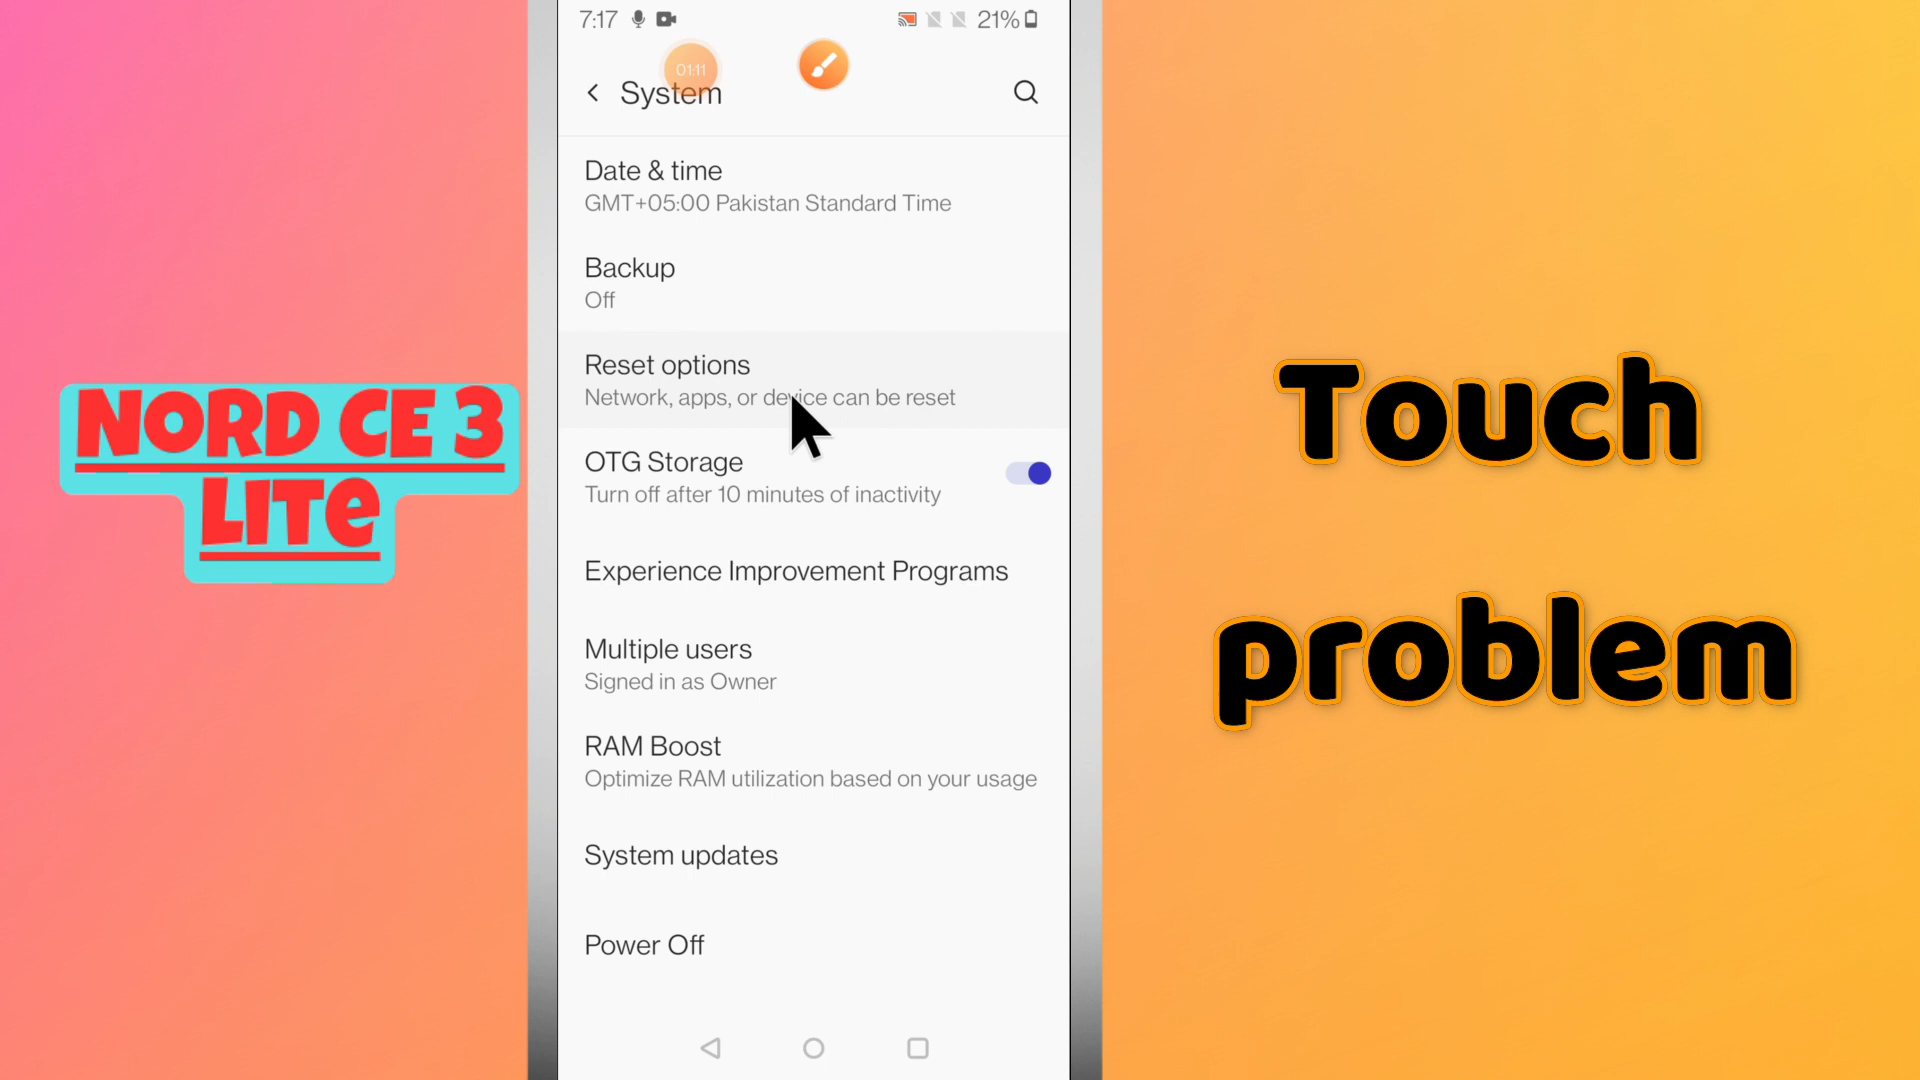 NORD CE 3
LITE
7:17
21%
01:11
System
Date & time
GMT+05:00 Pakistan Standard Time
Backup
Off
Reset options
Network, apps, or device can be reset
OTG Storage
Turn off after 10 minutes of inactivity
Experience Improvement Programs
Multiple users
Signed in as Owner
RAM Boost
Optimize RAM utilization based on your usage
System updates
Power Off
Touch
problem